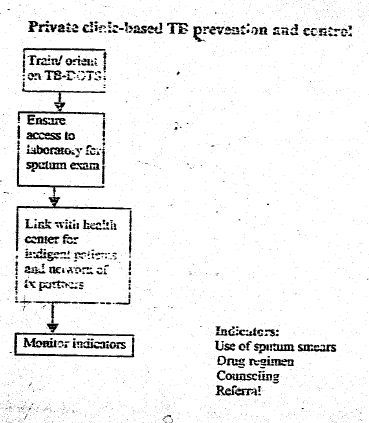 Private clinic-based TB prevention and control
Train/ orient
on TB-DOTS
Ensure
access to
laboratory for
sputum exam
Link with health
center for
indigent patients
and network of
tx partners
Monitor indicators
Indicators:
Use of sputum smears
Drug regimen
Counseling
Referral